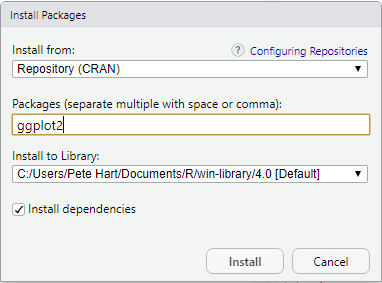 Install Packages
Install from:
? Configuring Repositories
Repository (CRAN)
Packages (separate multiple with space or comma):
ggplot2
Install to Library:
C:/Users/Pete Hart/Documents/R/win-library/4.0 [Default]
Install dependencies
Install
Cancel